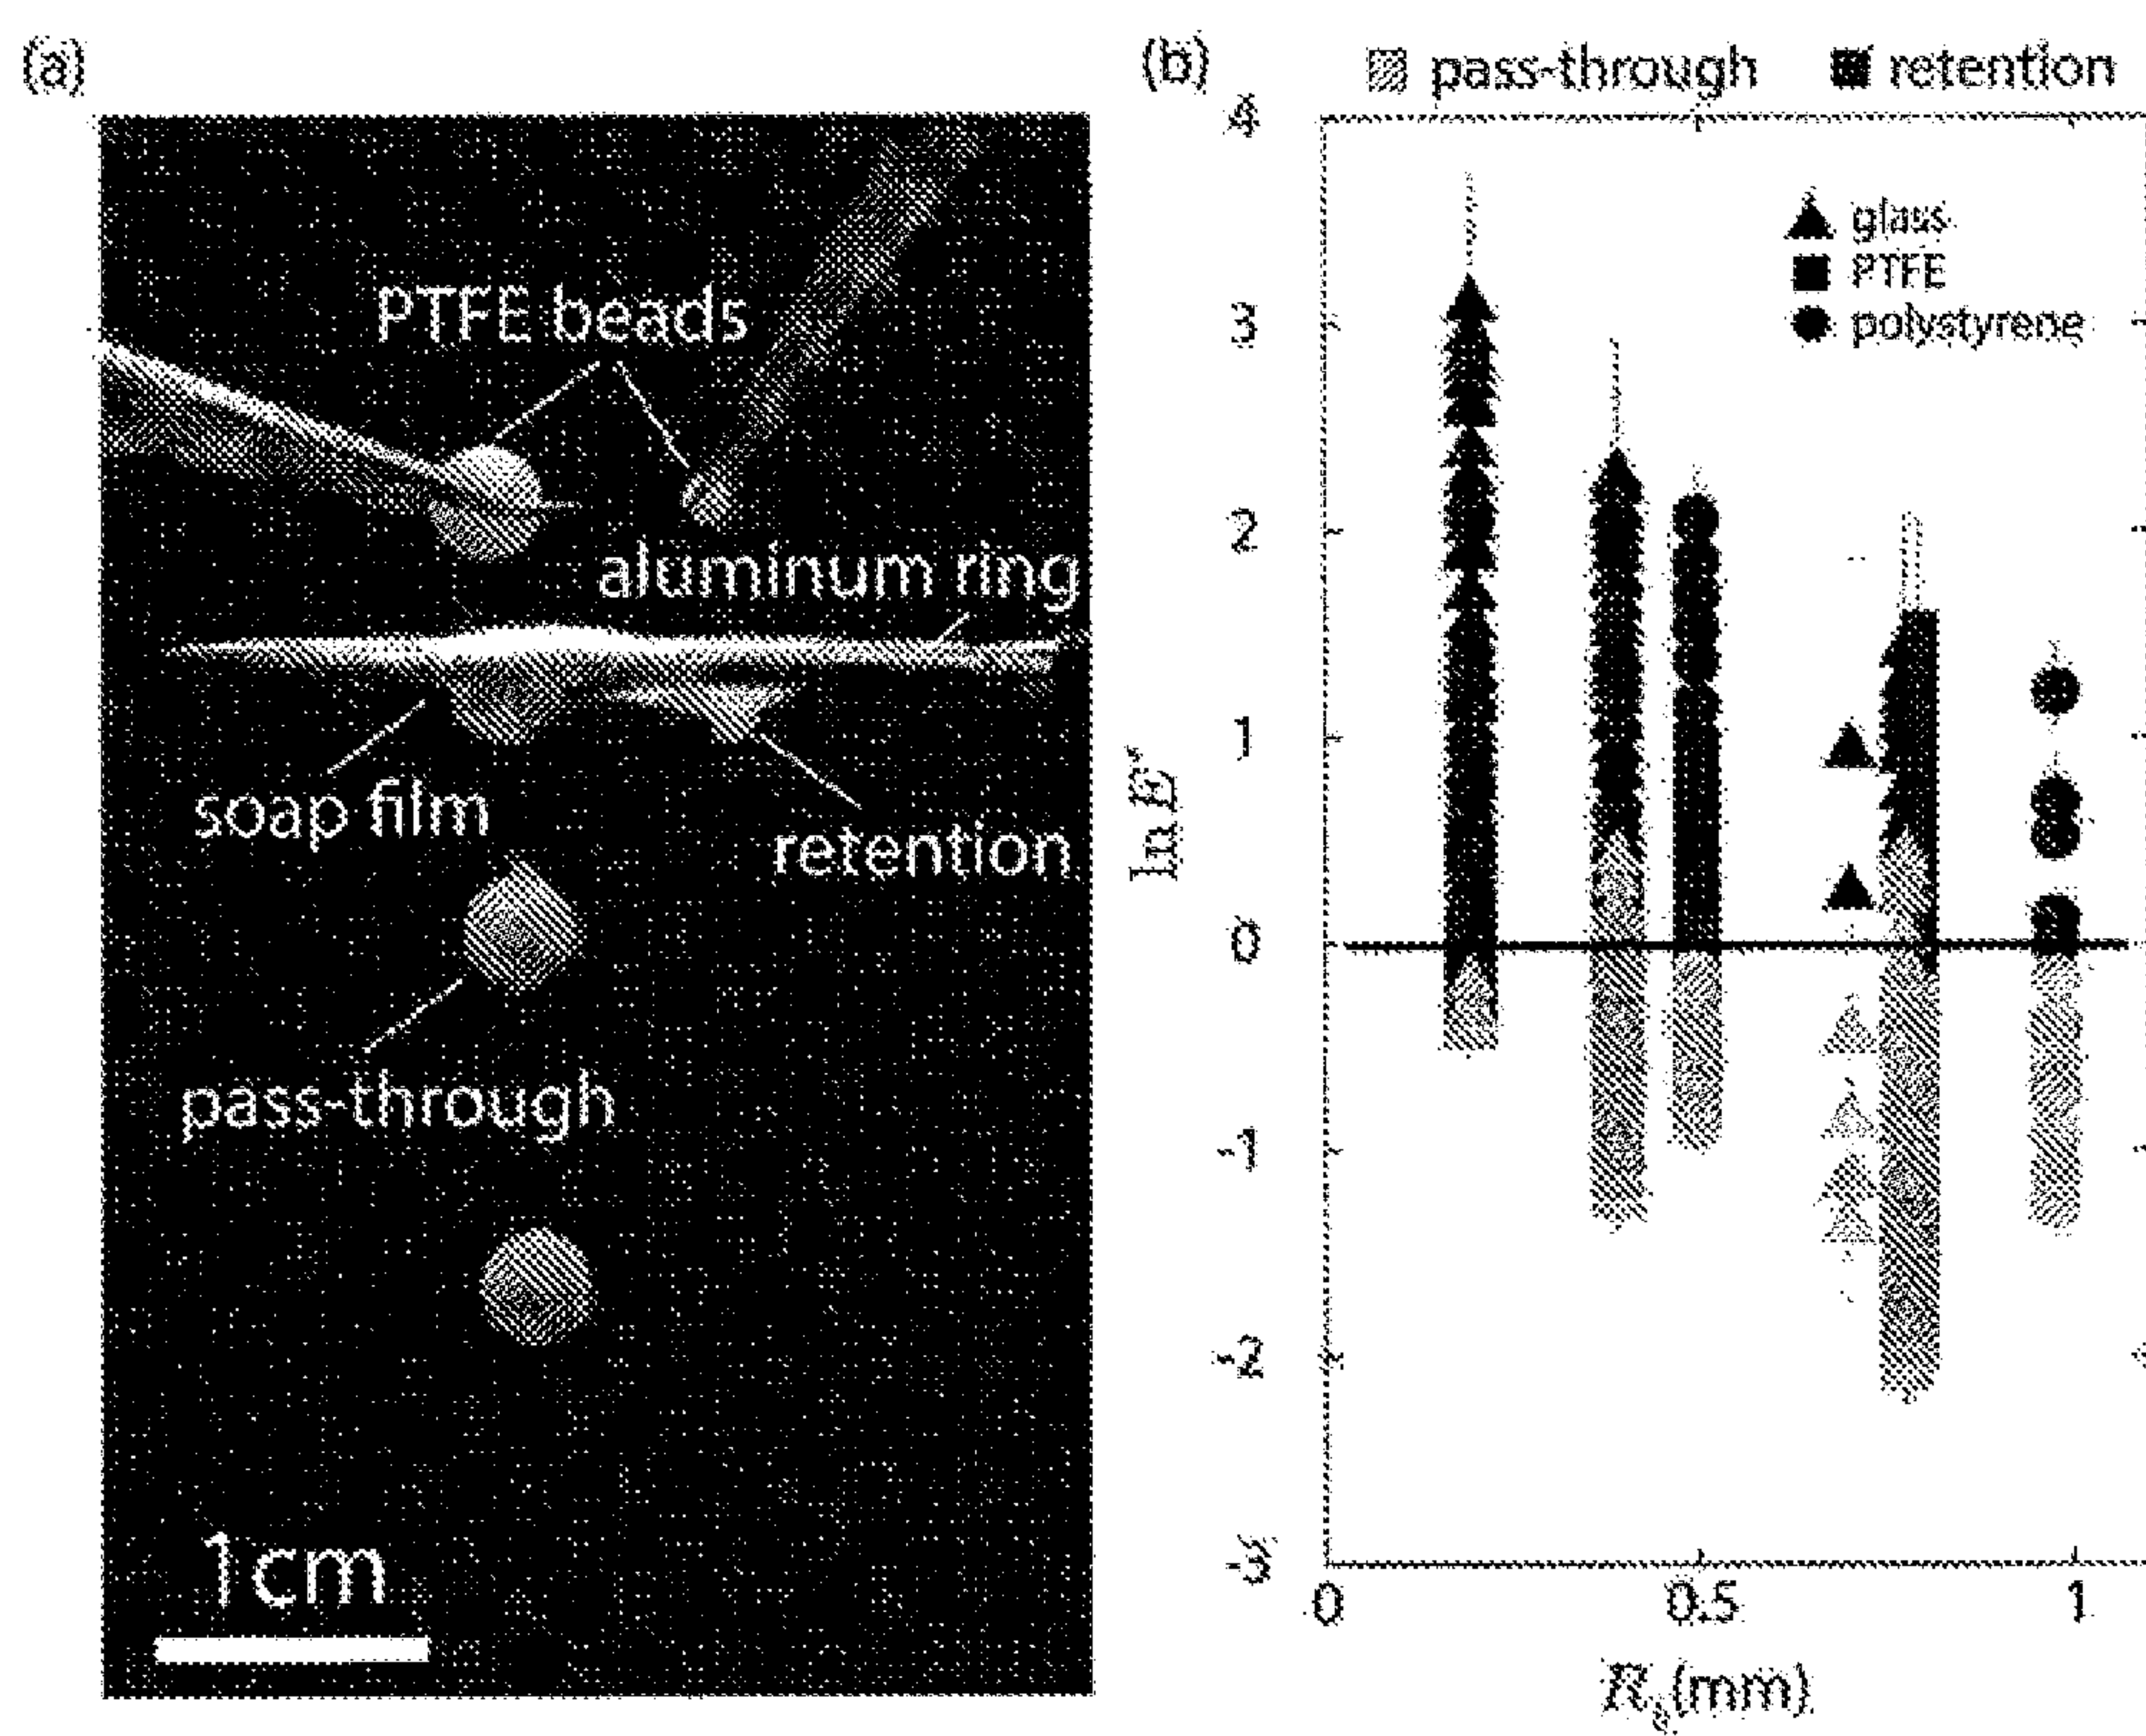 (a)
PTFE beads
aluminum ring
soap film
retention
pass-through
1cm
(b)
pass-through
retention
4
3
2
1
0
-1
-2
-3
glass
PTFE
polystyrene
ln E*
0
0.5
1
(mm)